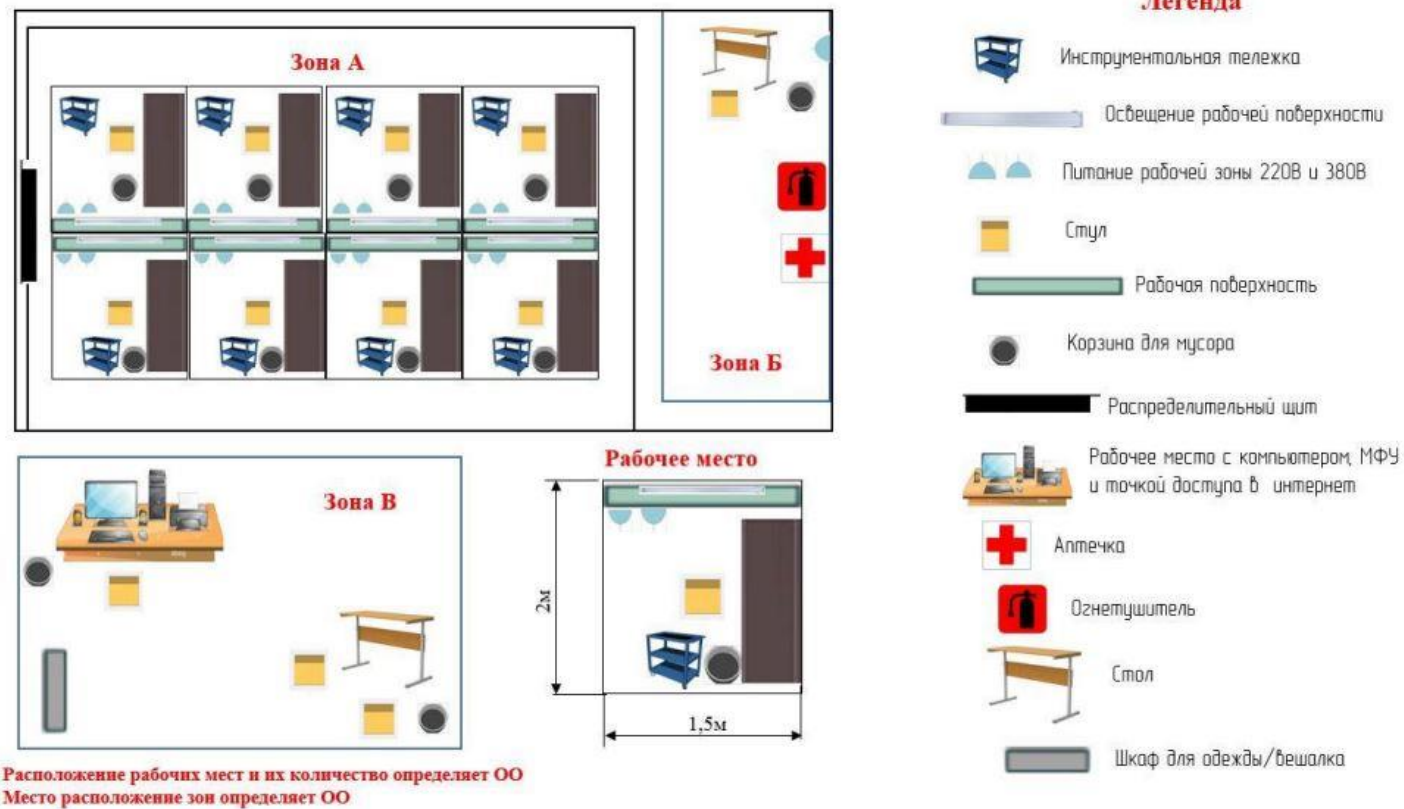 Легенда
Зона А
Инструментальная тележка
Освещение рабочей поверхности
Питание рабочей зоны 220В и 380В
Стул
Рабочая поверхность
Корзина для мусора
Зона Б
Распределительный щит
Рабочее место с компьютером, МФУ
и точкой доступа в интернет
Аптечка
Огнетушитель
Стол
Шкаф для одежды/вешалка
Зона В
Рабочее место
2м
1,5м
Расположение рабочих мест и их количество определяет ОО
Место расположение зон определяет ОО